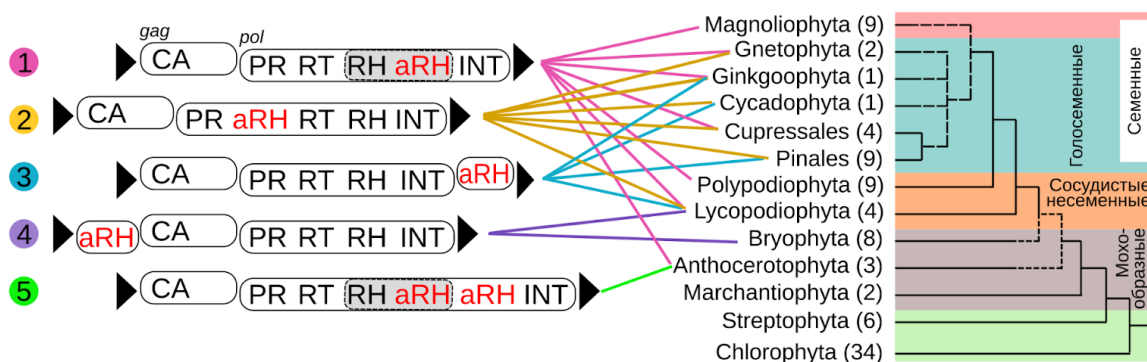 gag
pol
1 CA PR RT RH aRH INT
2 CA PR aRH RT RH INT
3 CA PR RT RH INT aRH
4 aRH CA PR RT RH INT
5 CA PR RT RH aRH aRH INT
Magnoliophyta (9)
Gnetophyta (2)
Ginkgoophyta (1)
Cycadophyta (1)
Cupressales (4)
Pinales (9)
Polypodiophyta (9)
Lycopodiophyta (4)
Bryophyta (8)
Anthocerotophyta (3)
Marchantiophyta (2)
Streptophyta (6)
Chlorophyta (34)
Голосеменные
Семенные
Сосудистые
несеменные
Мохо-
образные